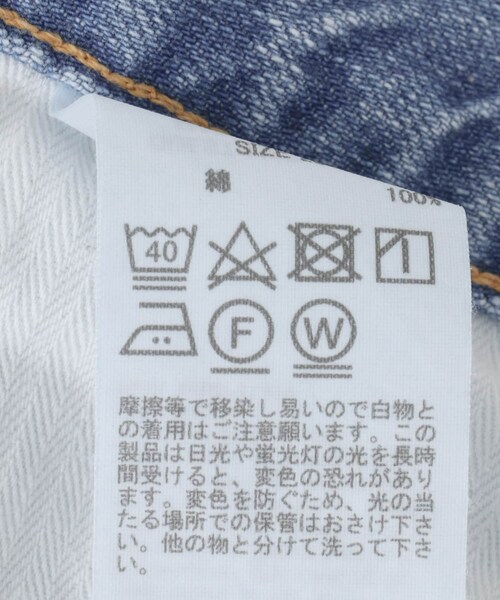 SIZE
綿
100%
40
F
W
摩擦等で移染し易いので白物と
の着用はご注意願います。この
製品は日光や蛍光灯の光を長時
間受けると、変色の恐れがあり
ます。変色を防ぐため、光の当
たる場所での保管はおさけ下さ
い。他の物と分けて洗って下さ
い。